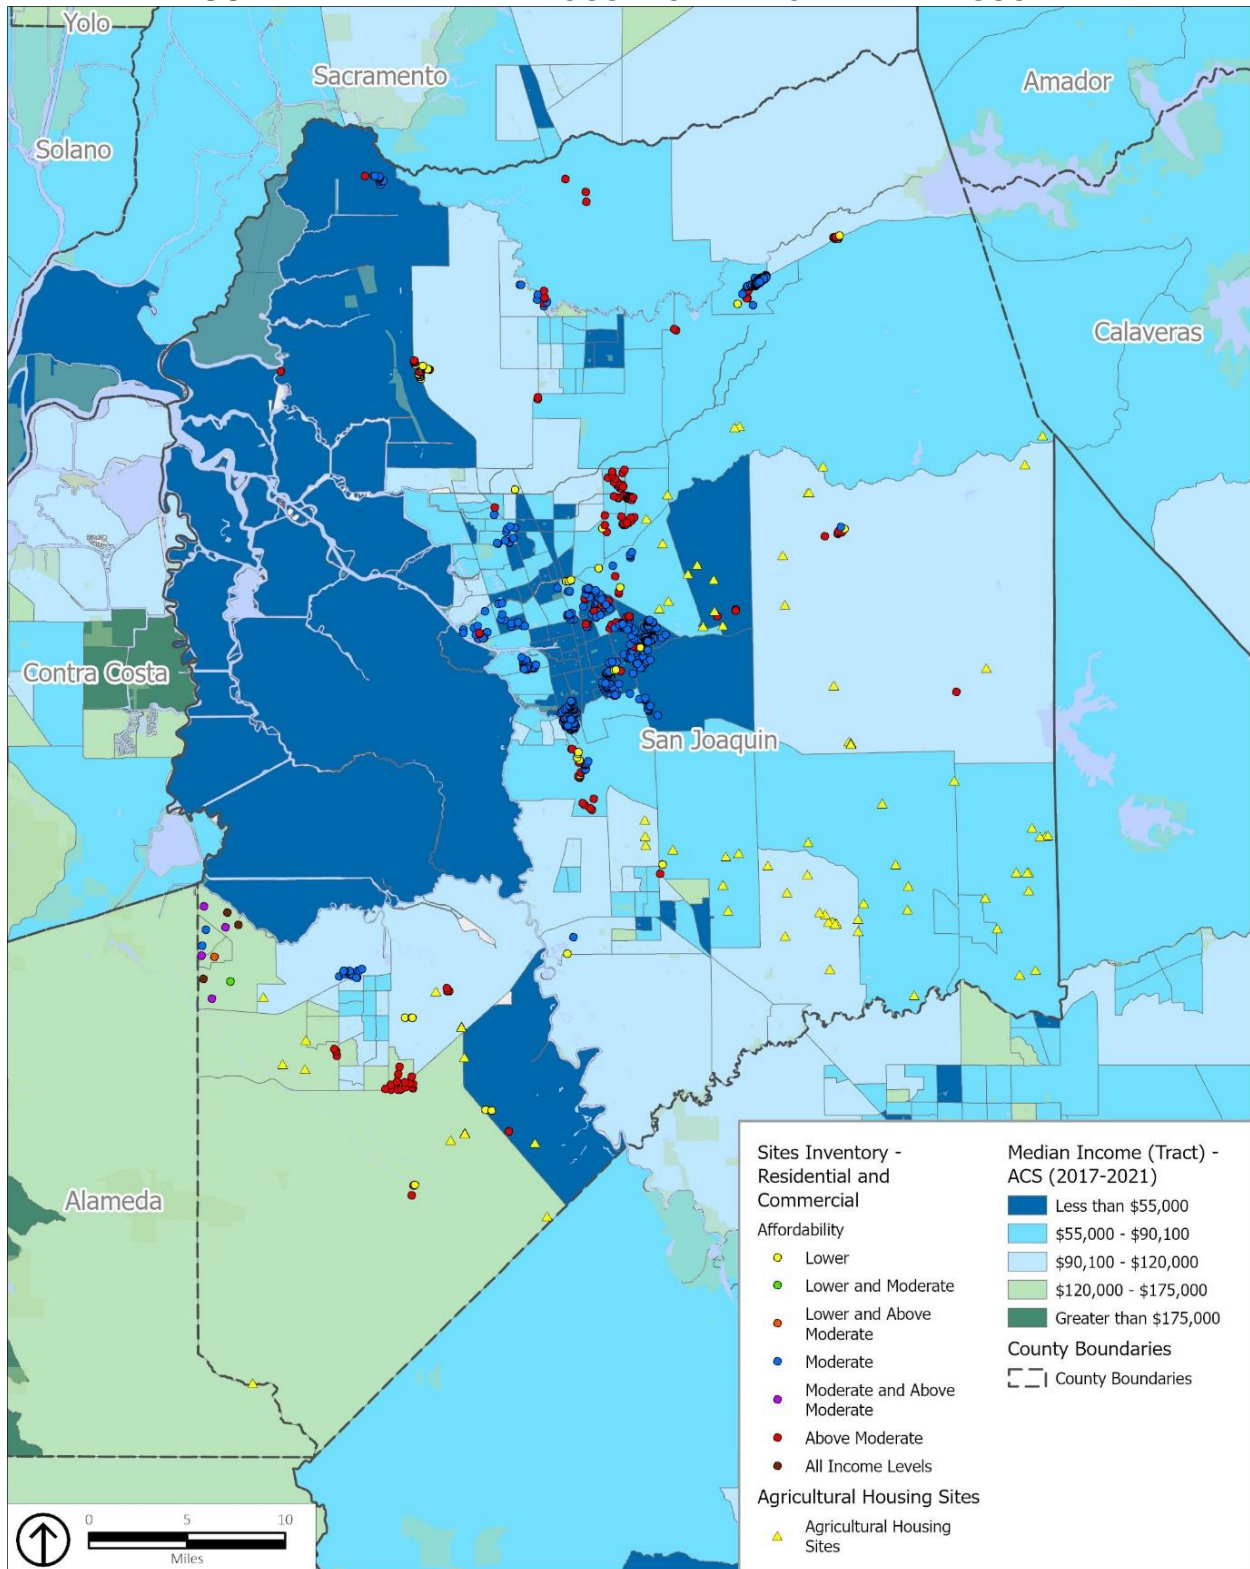 Yolo
Sacramento
Amador
Solano
Calaveras
Contra Costa
San Joaquin
Alameda
Sites Inventory -
Residential and
Commercial
Affordability
Lower
Lower and Moderate
Lower and Above
Moderate
Moderate
Moderate and Above
Moderate
Above Moderate
All Income Levels
Agricultural Housing Sites
Agricultural Housing
Sites
Median Income (Tract) -
ACS (2017-2021)
Less than $55,000
$55,000 - $90,100
$90,100 - $120,000
$120,000 - $175,000
Greater than $175,000
County Boundaries
County Boundaries
0 5 10
Miles